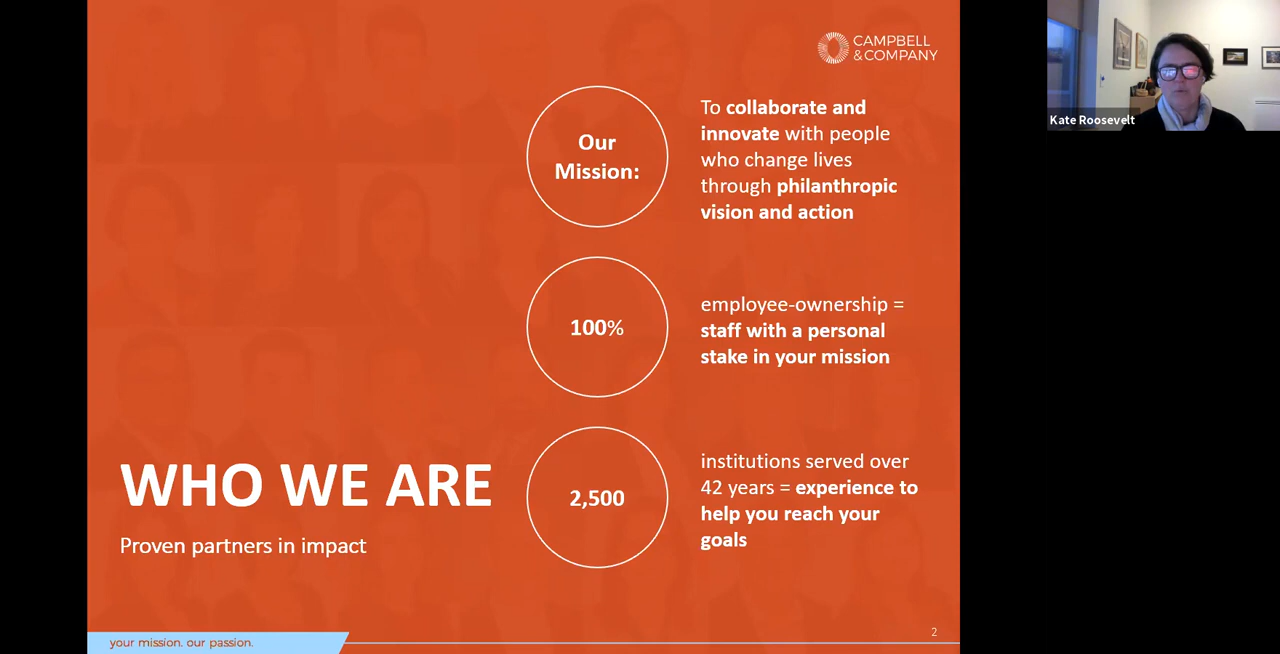 CAMPBELL
&COMPANY
Kate Roosevelt
Our
Mission:
To collaborate and
innovate with people
who change lives
through philanthropic
vision and action
100%
employee-ownership =
staff with a personal
stake in your mission
2,500
institutions served over
42 years = experience to
help you reach your
goals
WHO WE ARE
Proven partners in impact
your mission. our passion.
2